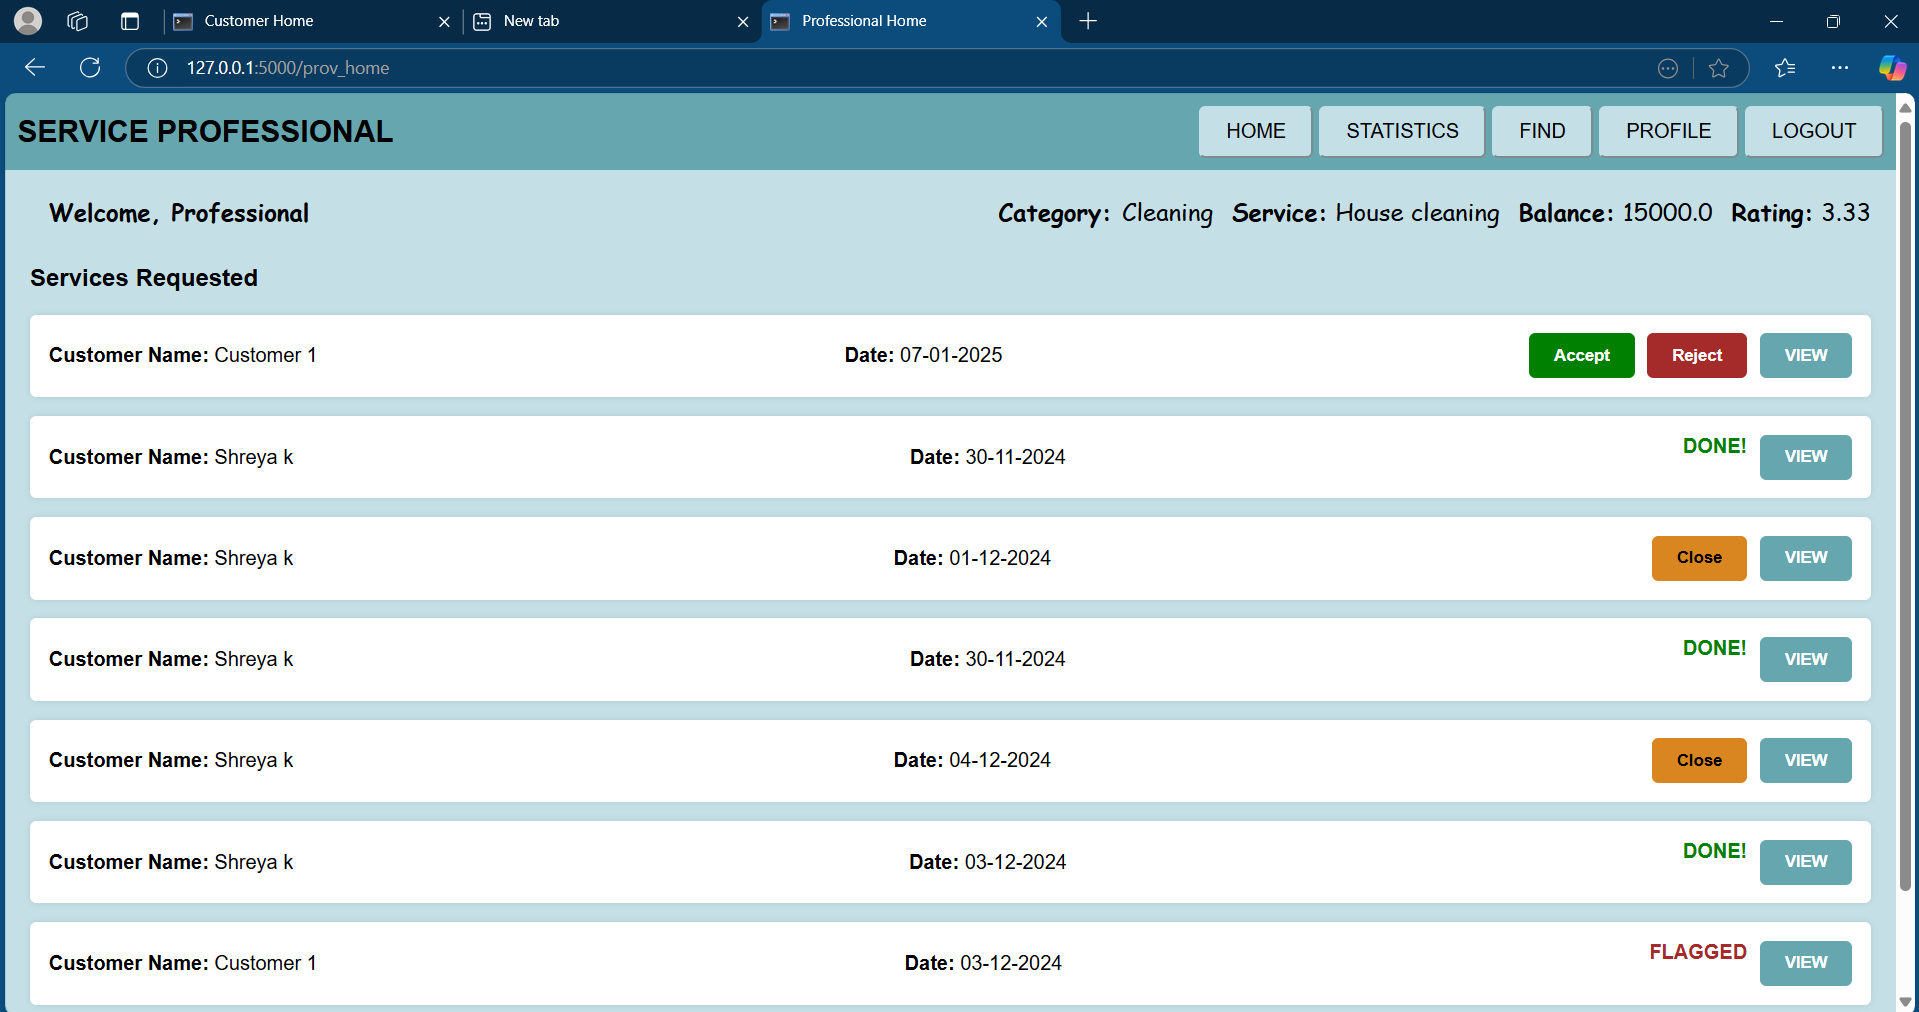 Customer Home New tab Professional Home
127.0.0.1:5000/prov_home
SERVICE PROFESSIONAL HOME STATISTICS FIND PROFILE LOGOUT
Welcome, Professional Category: Cleaning Service: House cleaning Balance: 15000.0 Rating: 3.33
Services Requested
Customer Name: Customer 1 Date: 07-01-2025 Accept Reject VIEW
Customer Name: Shreya k Date: 30-11-2024 DONE! VIEW
Customer Name: Shreya k Date: 01-12-2024 Close VIEW
Customer Name: Shreya k Date: 30-11-2024 DONE! VIEW
Customer Name: Shreya k Date: 04-12-2024 Close VIEW
Customer Name: Shreya k Date: 03-12-2024 DONE! VIEW
Customer Name: Customer 1 Date: 03-12-2024 FLAGGED VIEW